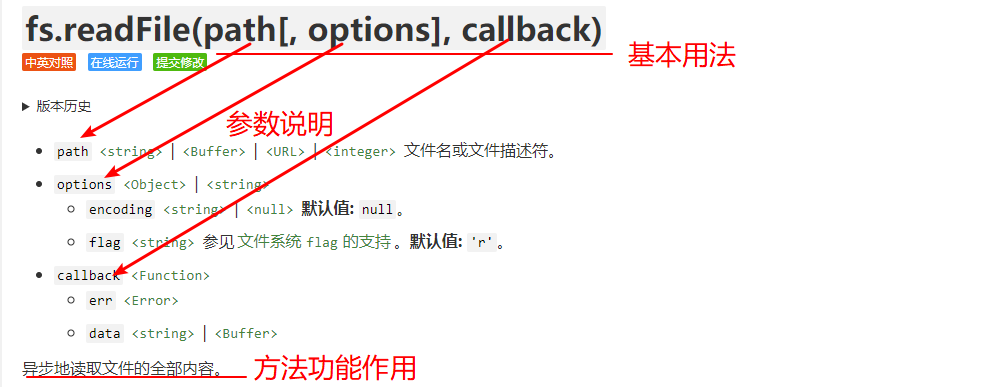 fs.readFile(path[, options], callback)
基本用法
中英对照 在线运行 提交修改
版本历史
参数说明
path <string> | <Buffer> | <URL> | <integer> 文件名或文件描述符。
options <Object> | <string>
encoding <string> | <null> 默认值: null。
flag <string> 参见文件系统 flag 的支持。默认值: 'r'。
callback <Function>
err <Error>
data <string> | <Buffer>
异步地读取文件的全部内容。
方法功能作用